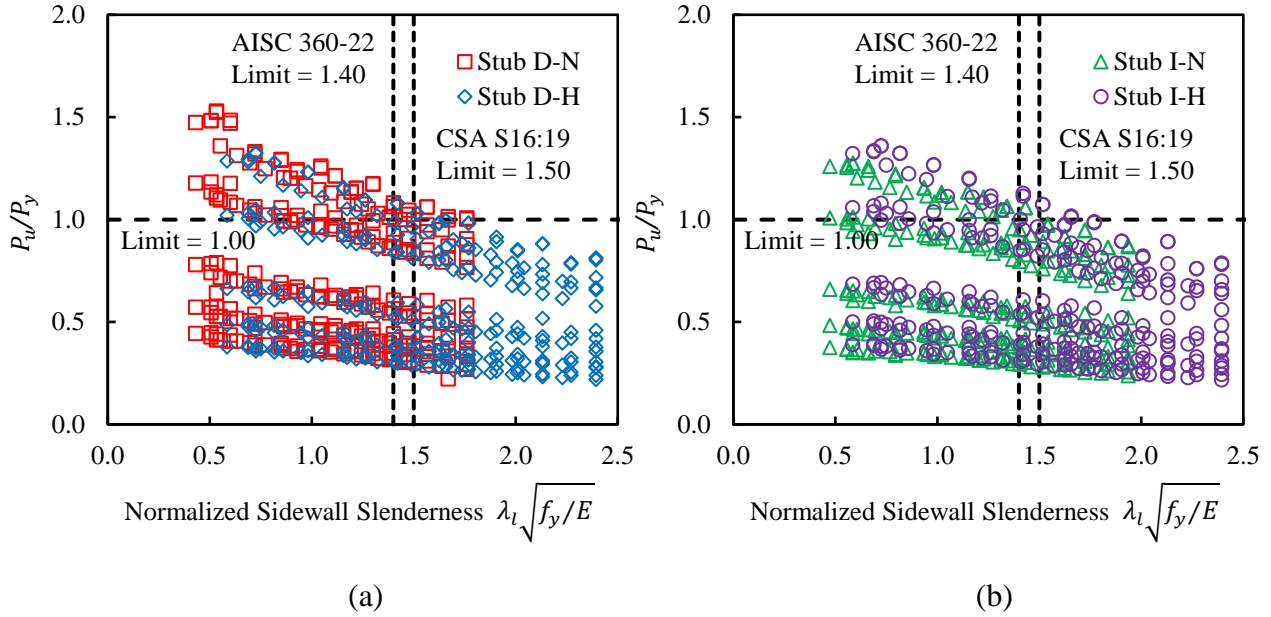 2.0
1.5
1.0
0.5
0.0
P_u/P_y
AISC 360-22
Limit = 1.40
Stub D-N
Stub D-H
CSA S16:19
Limit = 1.50
Limit = 1.00
0.0 0.5 1.0 1.5 2.0 2.5
Normalized Sidewall Slenderness λ_l√(f_y/E)
(a)
2.0
1.5
1.0
0.5
0.0
P_u/P_y
AISC 360-22
Limit = 1.40
Stub I-N
Stub I-H
CSA S16:19
Limit = 1.50
Limit = 1.00
0.0 0.5 1.0 1.5 2.0 2.5
Normalized Sidewall Slenderness λ_l√(f_y/E)
(b)